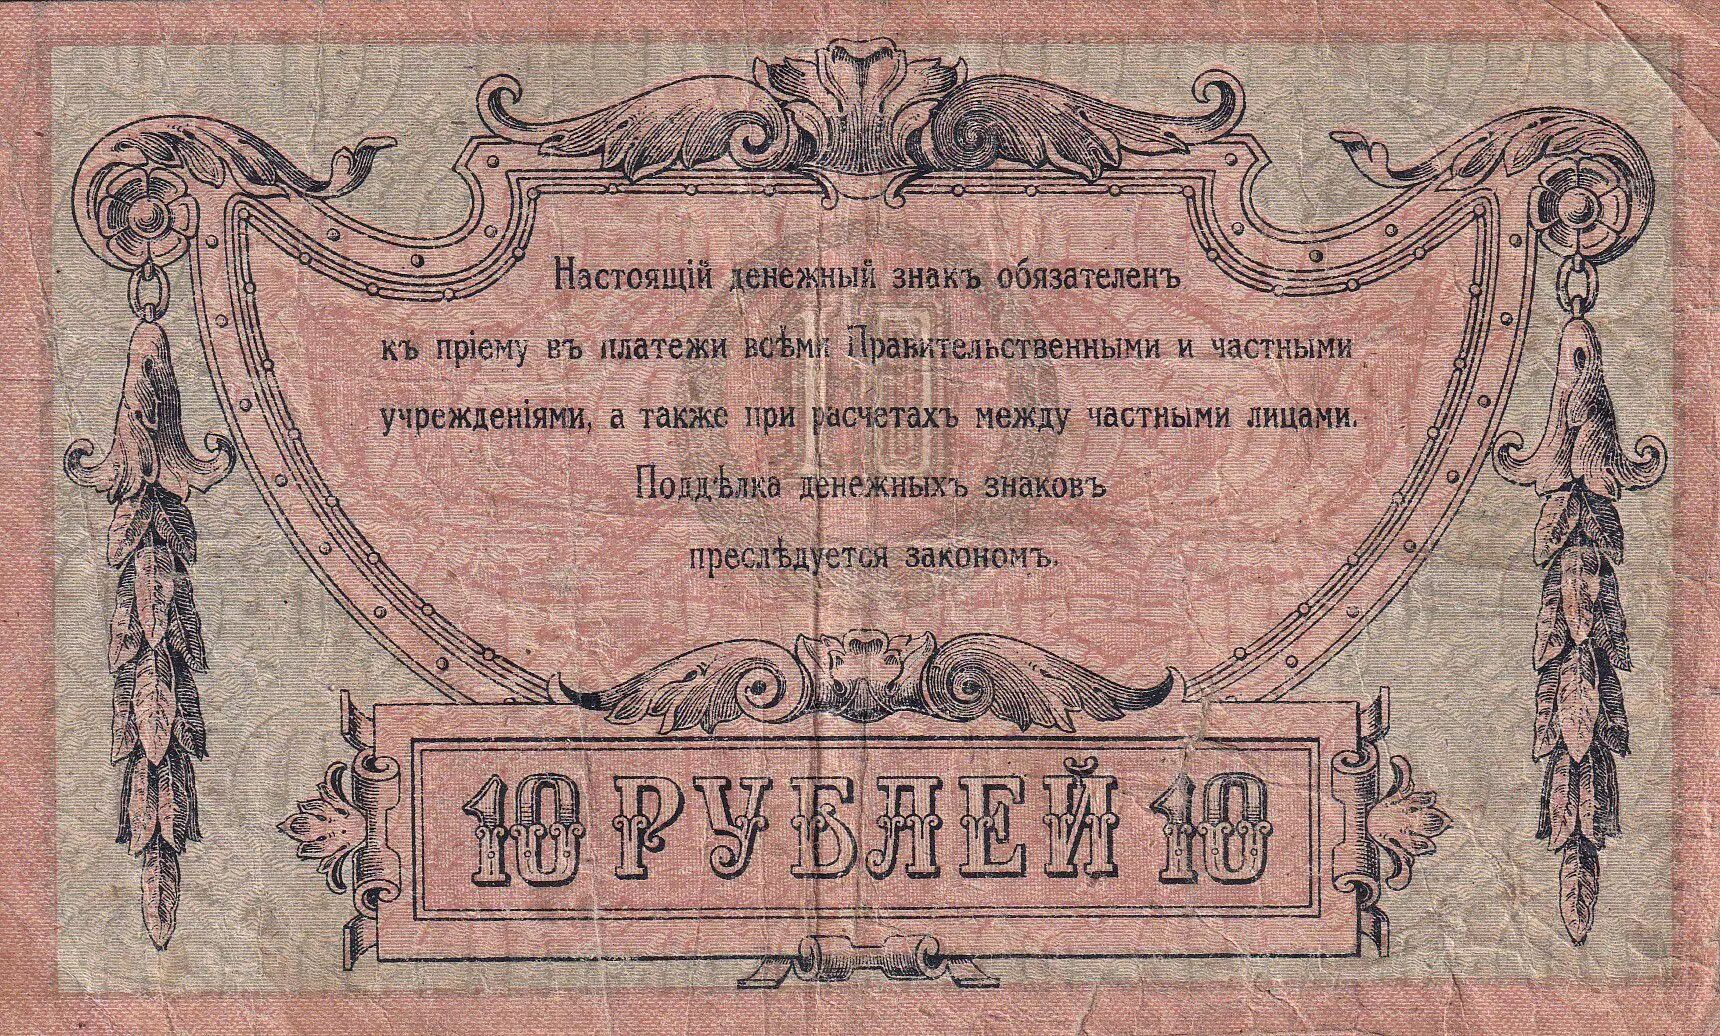 Настоящій денежный знакъ обязателенъ
къ пріему въ платежи всѣми Правительственными и частными
учрежденіями, а также при расчетахъ между частными лицами.
Поддѣлка денежныхъ знаковъ
преслѣдуется закономъ.
10 РУБЛЕЙ 10